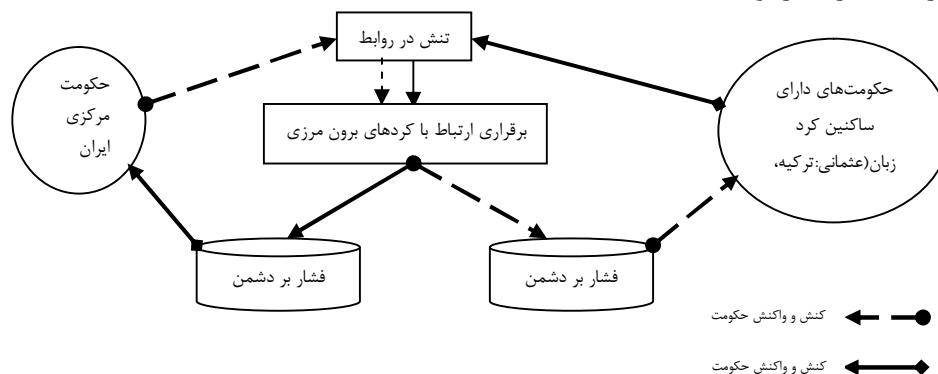 تنش در روابط
حکومت‌های دارای
ساکنین کرد
زبان(عثمانی:ترکیه،
حکومت
مرکزی
ایران
برقراری ارتباط با کردهای برون مرزی
فشار بر دشمن
فشار بر دشمن
کنش و واکنش حکومت
کنش و واکنش حکومت